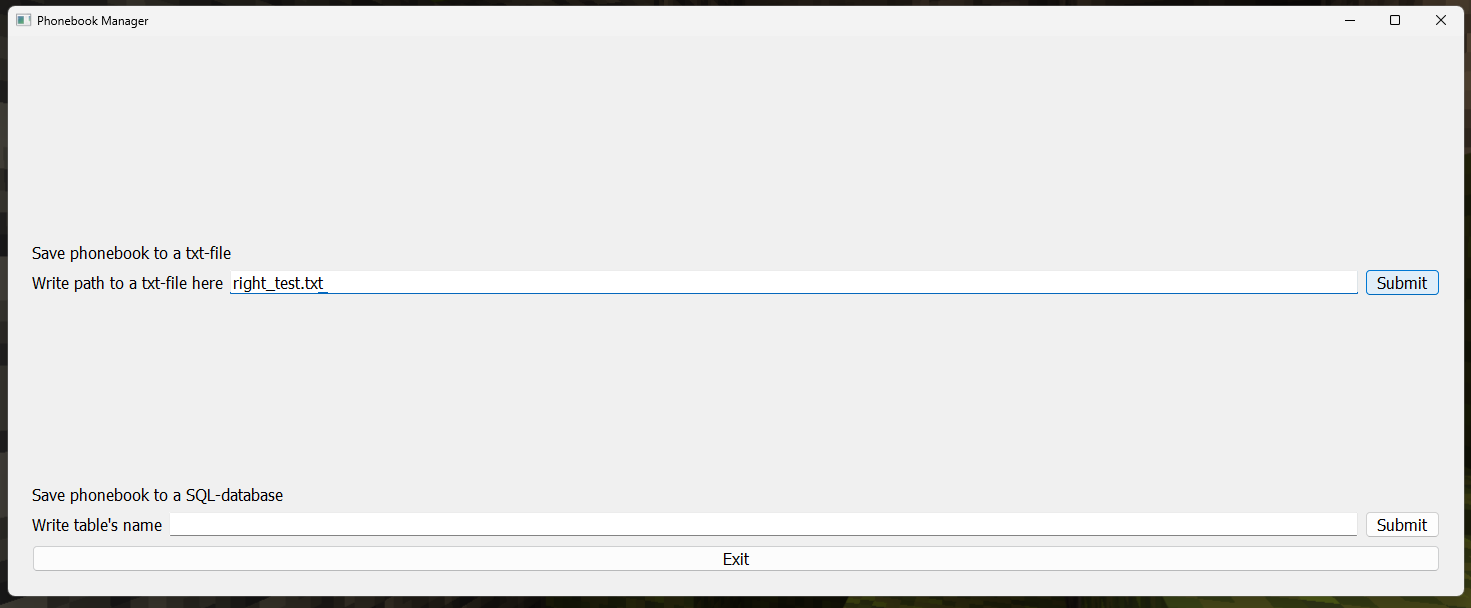 Phonebook Manager
Save phonebook to a txt-file
Write path to a txt-file here right_test.txt Submit
Save phonebook to a SQL-database
Write table's name Submit
Exit